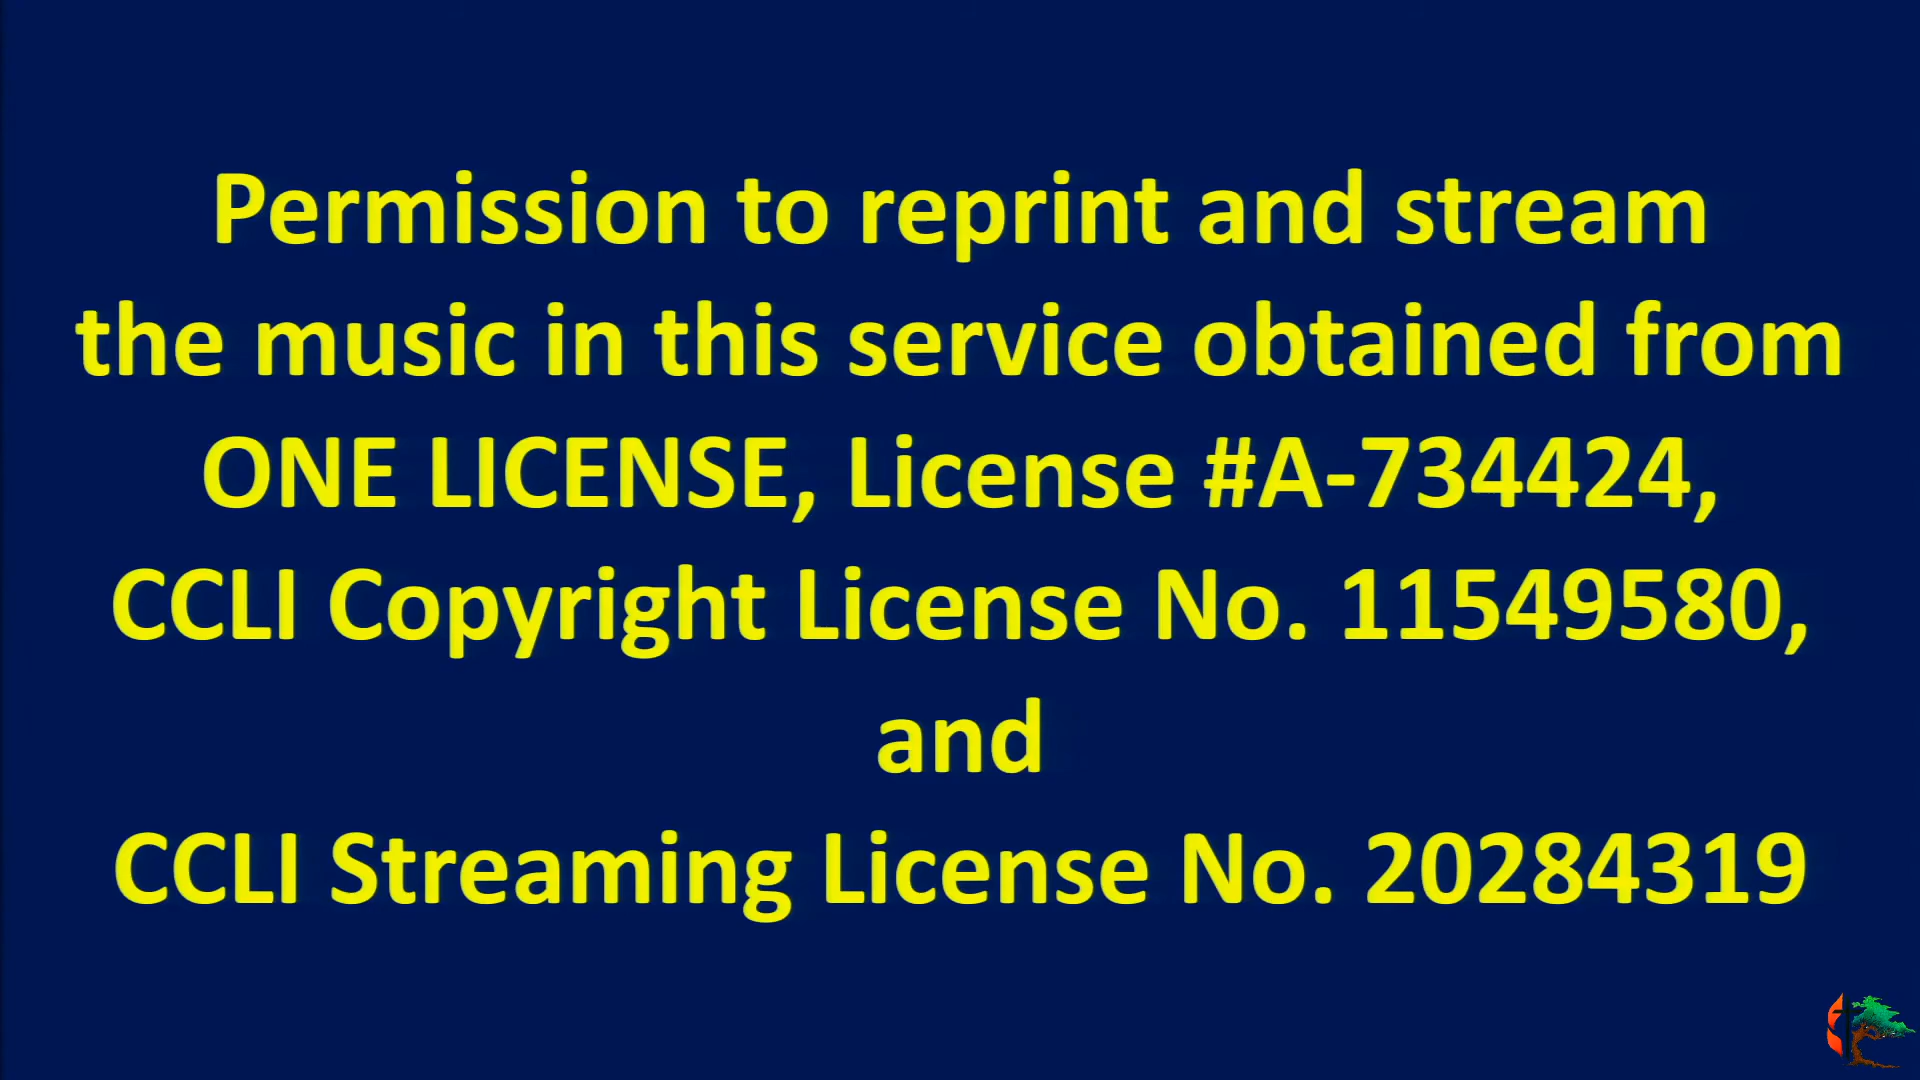 Permission to reprint and stream
the music in this service obtained from
ONE LICENSE, License #A-734424,
CCLI Copyright License No. 11549580,
and
CCLI Streaming License No. 20284319